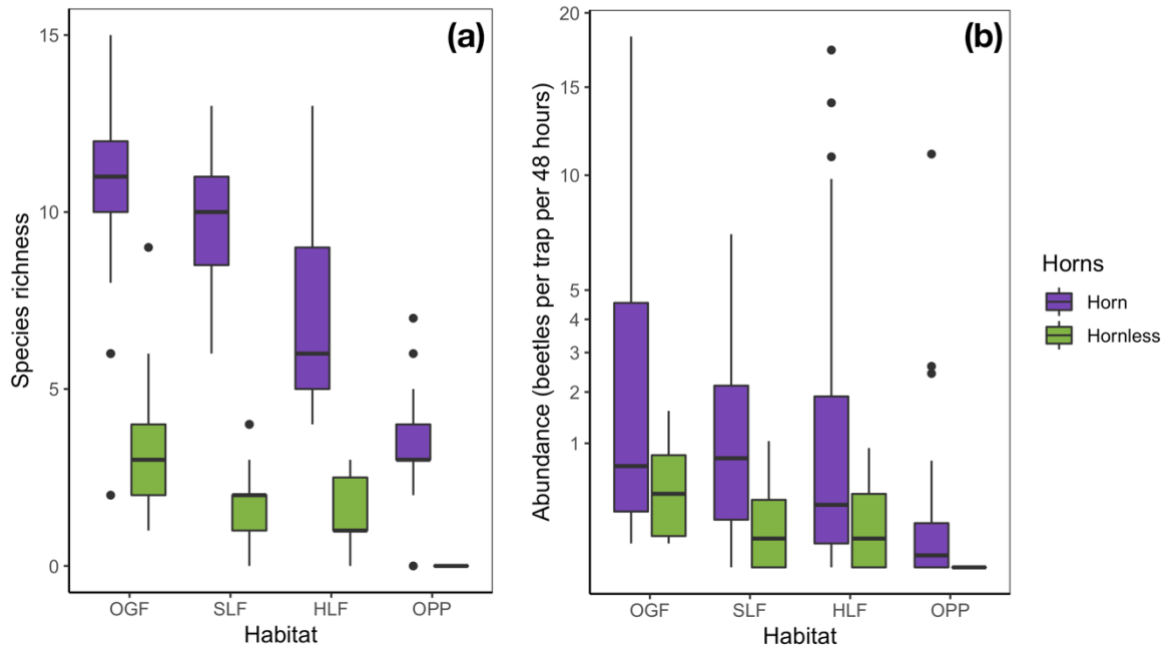 (a)
Species richness
15
10
5
0
OGF SLF HLF OPP
Habitat
(b)
Abundance (beetles per trap per 48 hours)
20
15
10
5
4
3
2
1
OGF SLF HLF OPP
Habitat
Horns
Horn
Hornless